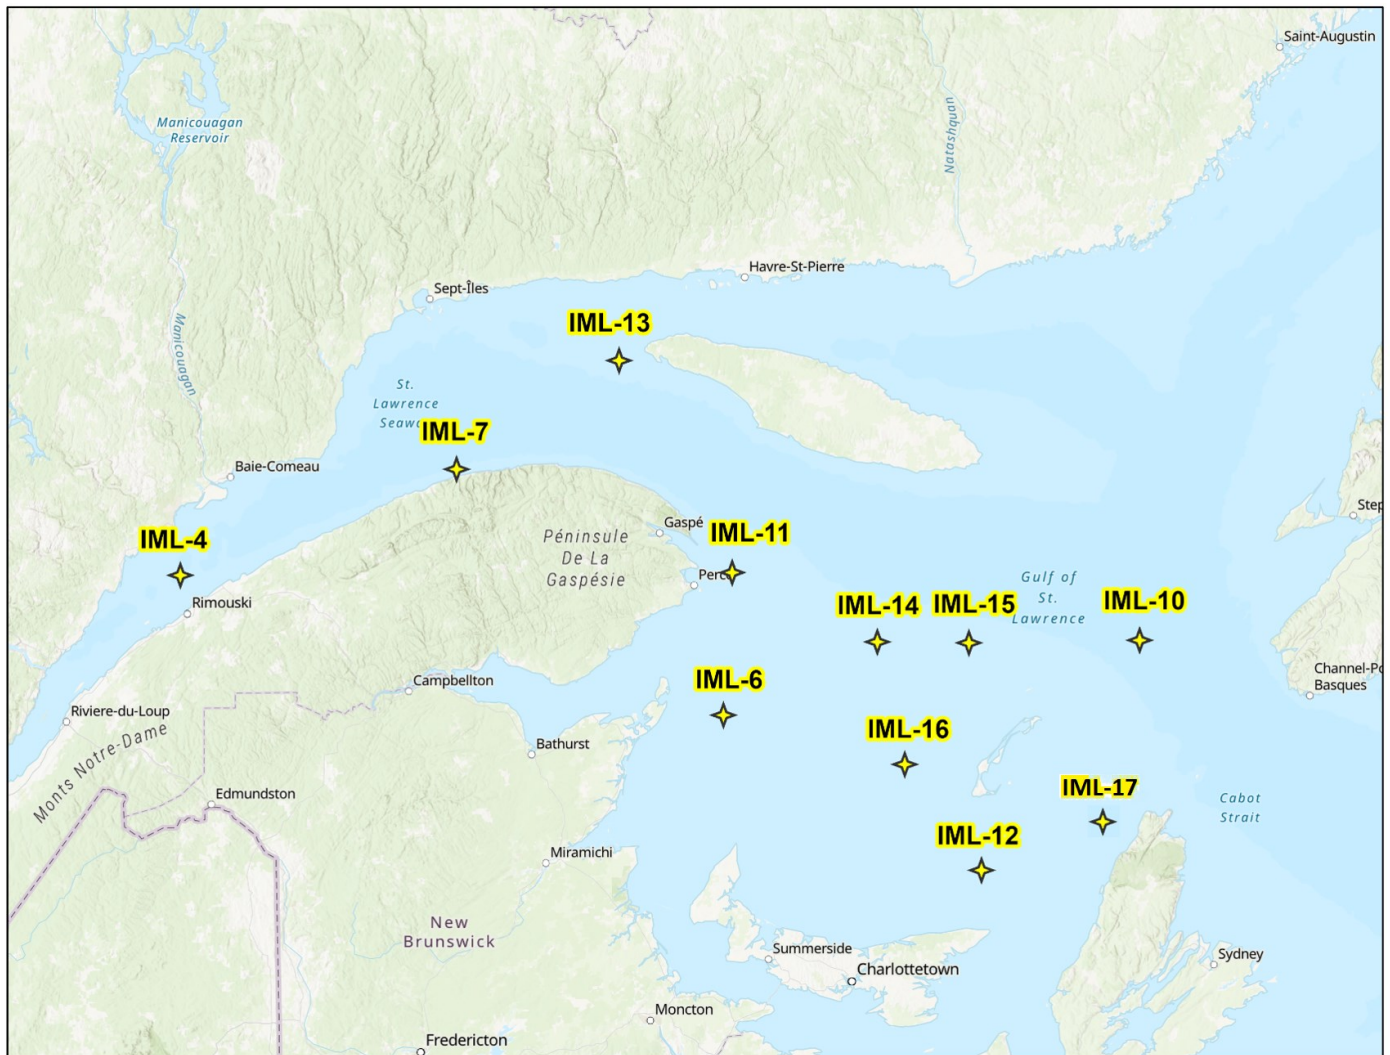 Saint-Augustin
Manicouagan
Reservoir
Natashquan
Havre-St-Pierre
Sept-Îles
Manicouagan
IML-13
St.
Lawrence
IML-7
Baie-Comeau
Step
Gaspé
IML-11
Péninsule
De La
Gaspésie
IML-4
Rimouski
Gulf of
St.
Lawrence
IML-14
IML-15
IML-10
Channel-Po
Basques
Campbellton
IML-6
Riviere-du-Loup
Monts Notre-Dame
Bathurst
IML-16
Edmundston
IML-17
Cabot
Strait
IML-12
Miramichi
New
Brunswick
Summerside
Charlottetown
Sydney
Moncton
Fredericton